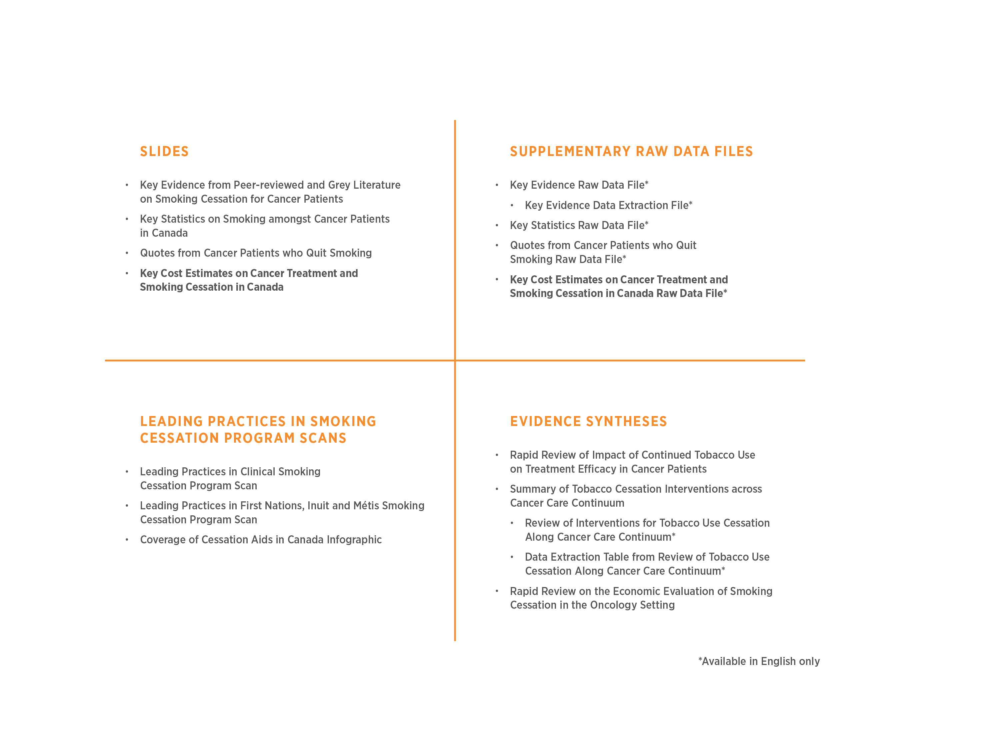 SLIDES
• Key Evidence from Peer-reviewed and Grey Literature
on Smoking Cessation for Cancer Patients
• Key Statistics on Smoking amongst Cancer Patients
in Canada
• Quotes from Cancer Patients who Quit Smoking
• Key Cost Estimates on Cancer Treatment and
Smoking Cessation in Canada
SUPPLEMENTARY RAW DATA FILES
• Key Evidence Raw Data File*
• Key Evidence Data Extraction File*
• Key Statistics Raw Data File*
• Quotes from Cancer Patients who Quit
Smoking Raw Data File*
• Key Cost Estimates on Cancer Treatment and
Smoking Cessation in Canada Raw Data File*
LEADING PRACTICES IN SMOKING
CESSATION PROGRAM SCANS
• Leading Practices in Clinical Smoking
Cessation Program Scan
• Leading Practices in First Nations, Inuit and Métis Smoking
Cessation Program Scan
• Coverage of Cessation Aids in Canada Infographic
EVIDENCE SYNTHESES
• Rapid Review of Impact of Continued Tobacco Use
on Treatment Efficacy in Cancer Patients
• Summary of Tobacco Cessation Interventions across
Cancer Care Continuum
• Review of Interventions for Tobacco Use Cessation
Along Cancer Care Continuum*
• Data Extraction Table from Review of Tobacco Use
Cessation Along Cancer Care Continuum*
• Rapid Review on the Economic Evaluation of Smoking
Cessation in the Oncology Setting
*Available in English only